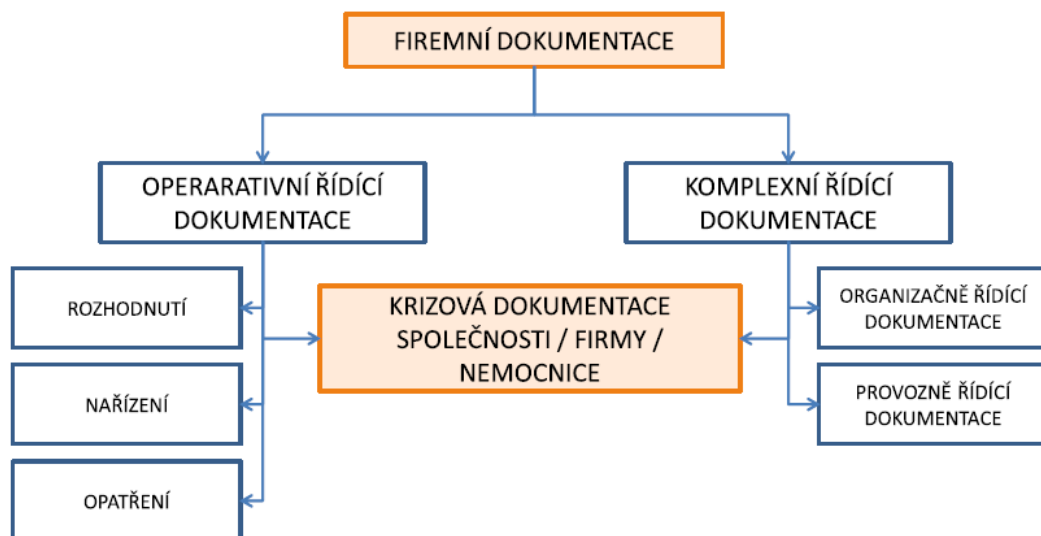 FIREMNÍ DOKUMENTACE
OPERARATIVNÍ ŘÍDÍCÍ
DOKUMENTACE
KOMPLEXNÍ ŘÍDÍCÍ
DOKUMENTACE
ROZHODNUTÍ
NAŘÍZENÍ
OPATŘENÍ
KRIZOVÁ DOKUMENTACE
SPOLEČNOSTI / FIRMY /
NEMOCNICE
ORGANIZAČNĚ ŘÍDÍCÍ
DOKUMENTACE
PROVOZNĚ ŘÍDÍCÍ
DOKUMENTACE